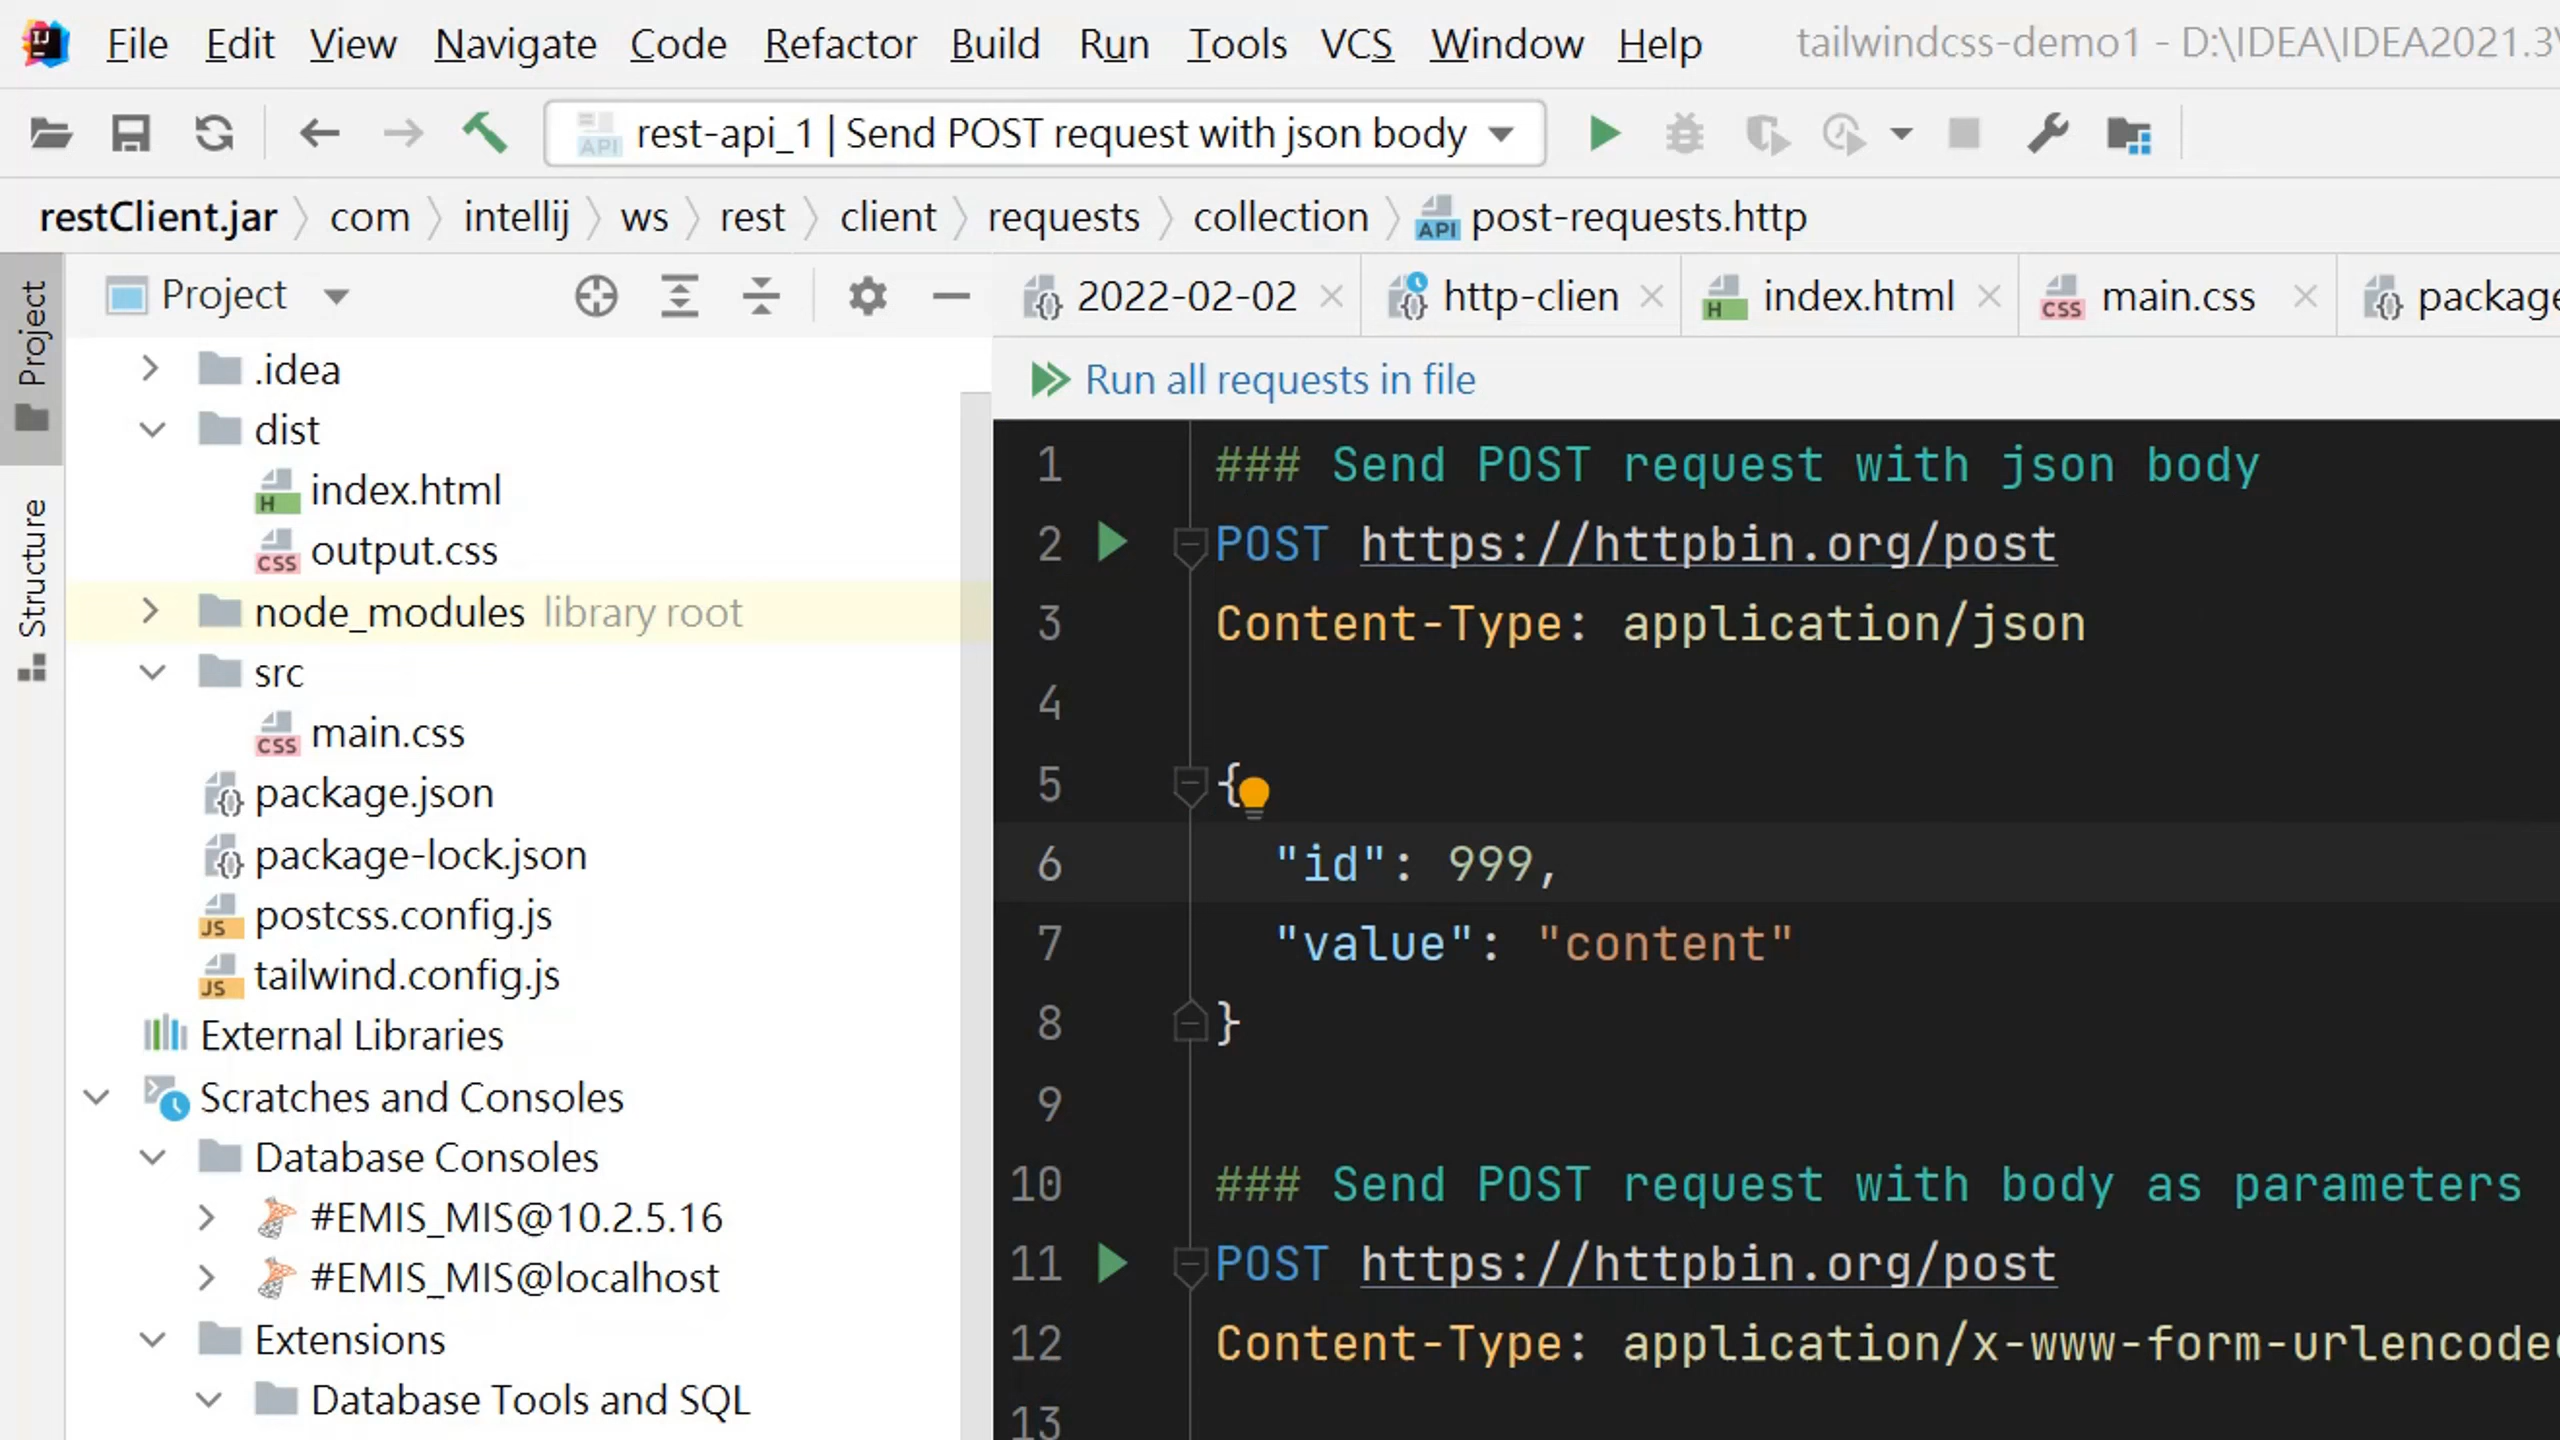 File Edit View Navigate Code Refactor Build Run Tools VCS Window Help tailwindcss-demo1 - D:\IDEA\IDEA2021.3\
rest-api_1 | Send POST request with json body
restClient.jar com intellij ws rest client requests collection post-requests.http
Project
Structure
Project
.idea
dist
index.html
output.css
node_modules library root
src
main.css
package.json
package-lock.json
postcss.config.js
tailwind.config.js
External Libraries
Scratches and Consoles
Database Consoles
#EMIS_MIS@10.2.5.16
#EMIS_MIS@localhost
Extensions
Database Tools and SQL
2022-02-02 http-clien index.html main.css package
Run all requests in file
1 ### Send POST request with json body
2 POST https://httpbin.org/post
3 Content-Type: application/json
4
5 {
6 "id": 999,
7 "value": "content"
8 }
9
10 ### Send POST request with body as parameters
11 POST https://httpbin.org/post
12 Content-Type: application/x-www-form-urlencoded
13